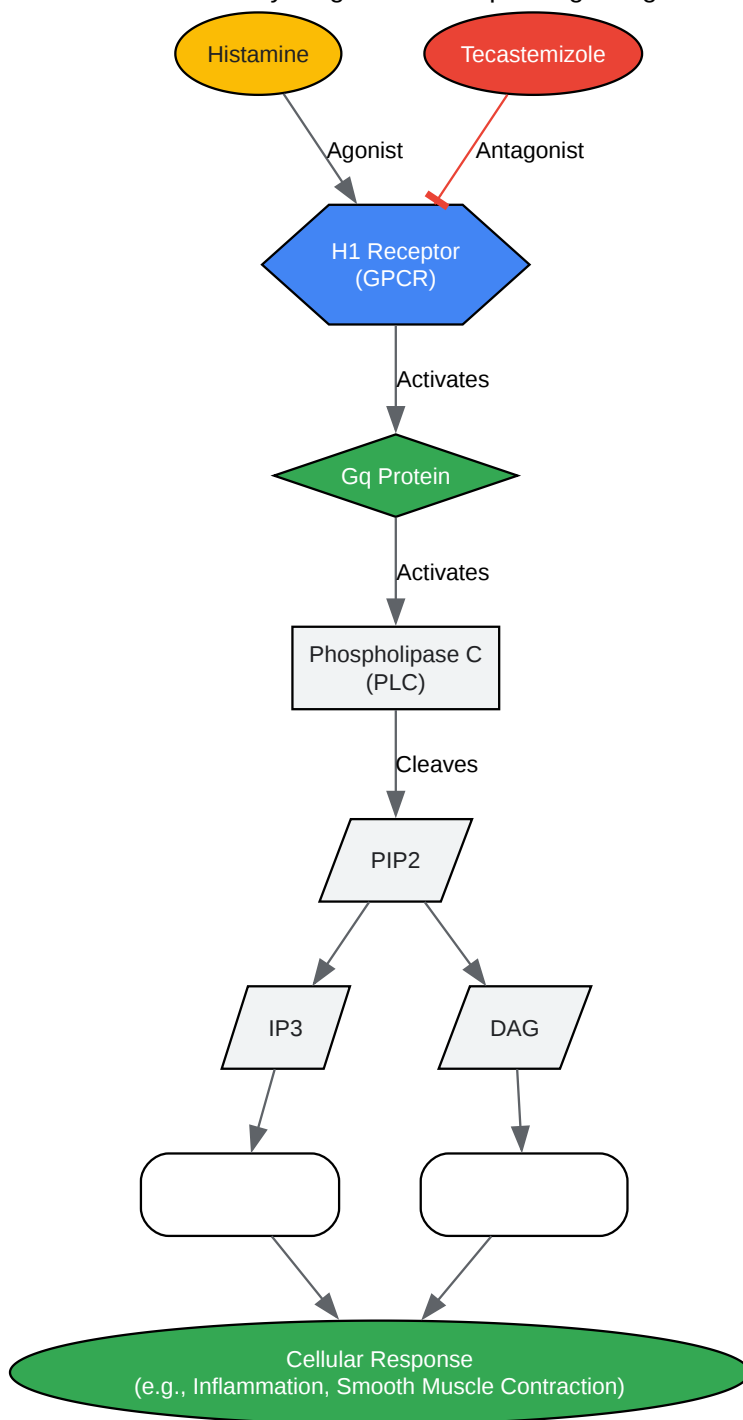 Histamine
Tecastemizole
Agonist
Antagonist
H1 Receptor
(GPCR)
Activates
Gq Protein
Activates
Phospholipase C
(PLC)
Cleaves
PIP2
IP3
DAG
Cellular Response
(e.g., Inflammation, Smooth Muscle Contraction)